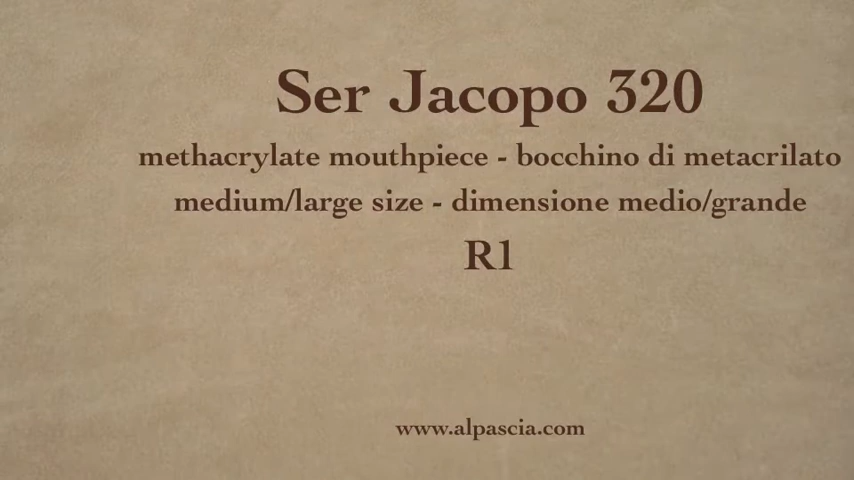 Ser Jacopo 320
methacrylate mouthpiece - bocchino di metacrilato
medium/large size - dimensione medio/grande
R1
www.alpascia.com